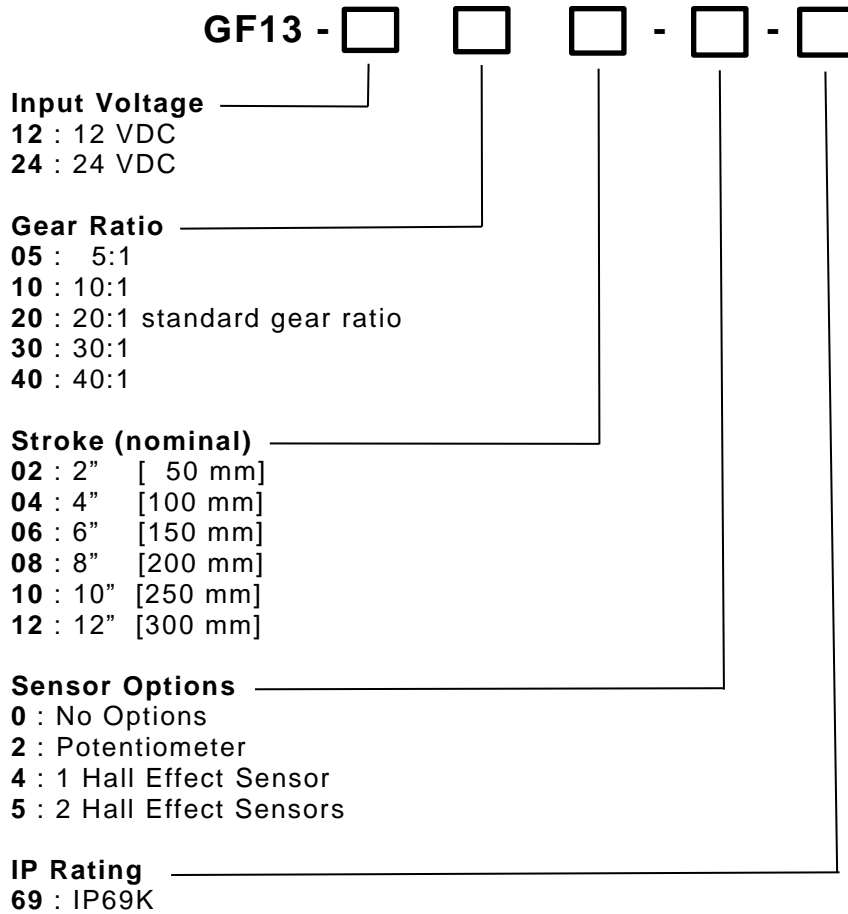 GF13 - - -
Input Voltage
12 : 12 VDC
24 : 24 VDC
Gear Ratio
05 : 5:1
10 : 10:1
20 : 20:1 standard gear ratio
30 : 30:1
40 : 40:1
Stroke (nominal)
02 : 2” [ 50 mm]
04 : 4” [100 mm]
06 : 6” [150 mm]
08 : 8” [200 mm]
10 : 10” [250 mm]
12 : 12” [300 mm]
Sensor Options
0 : No Options
2 : Potentiometer
4 : 1 Hall Effect Sensor
5 : 2 Hall Effect Sensors
IP Rating
69 : IP69K